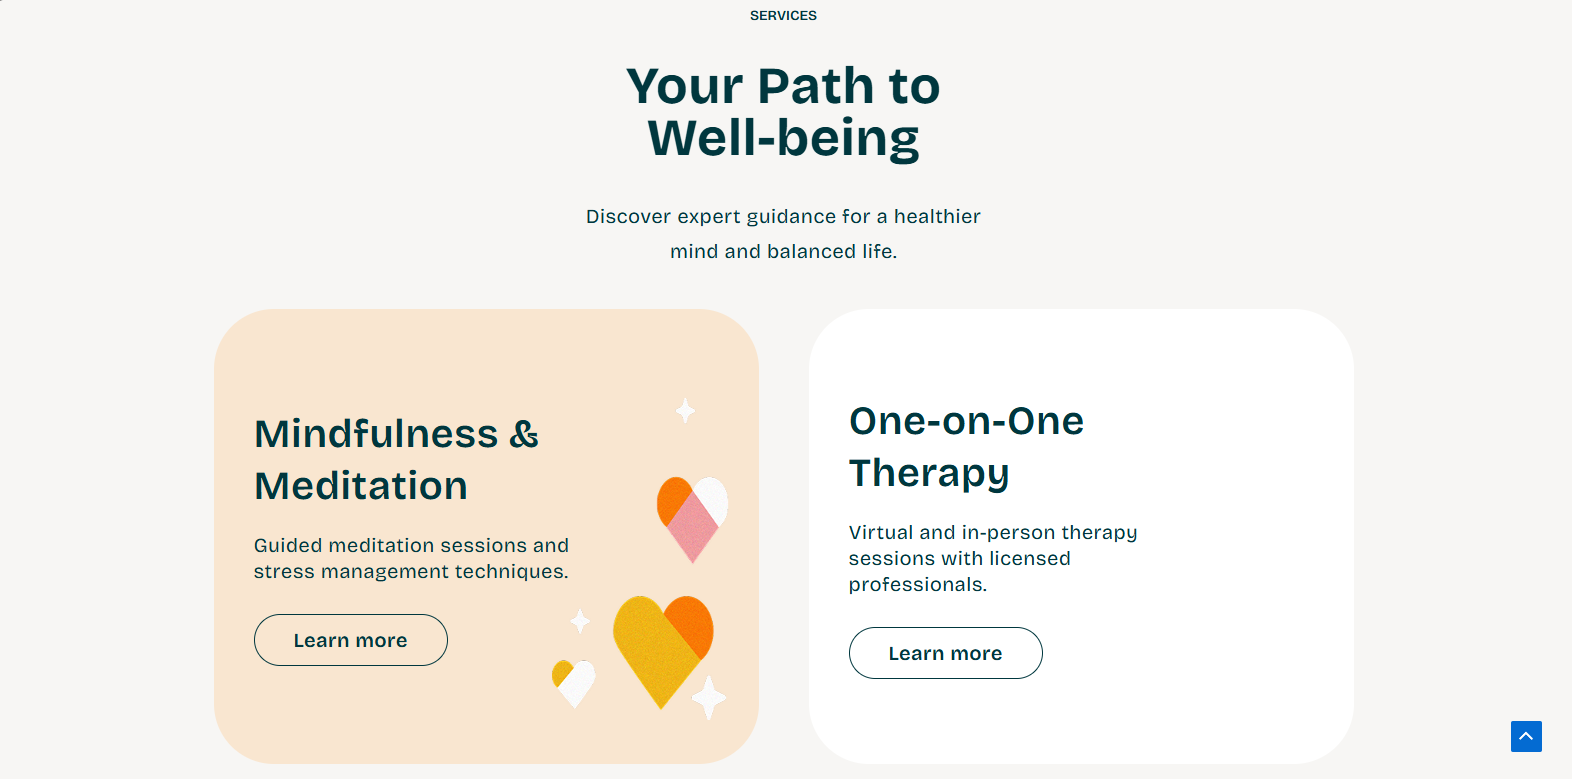 SERVICES
Your Path to
Well-being
Discover expert guidance for a healthier
mind and balanced life.
Mindfulness &
Meditation
Guided meditation sessions and
stress management techniques.
Learn more
One-on-One
Therapy
Virtual and in-person therapy
sessions with licensed
professionals.
Learn more